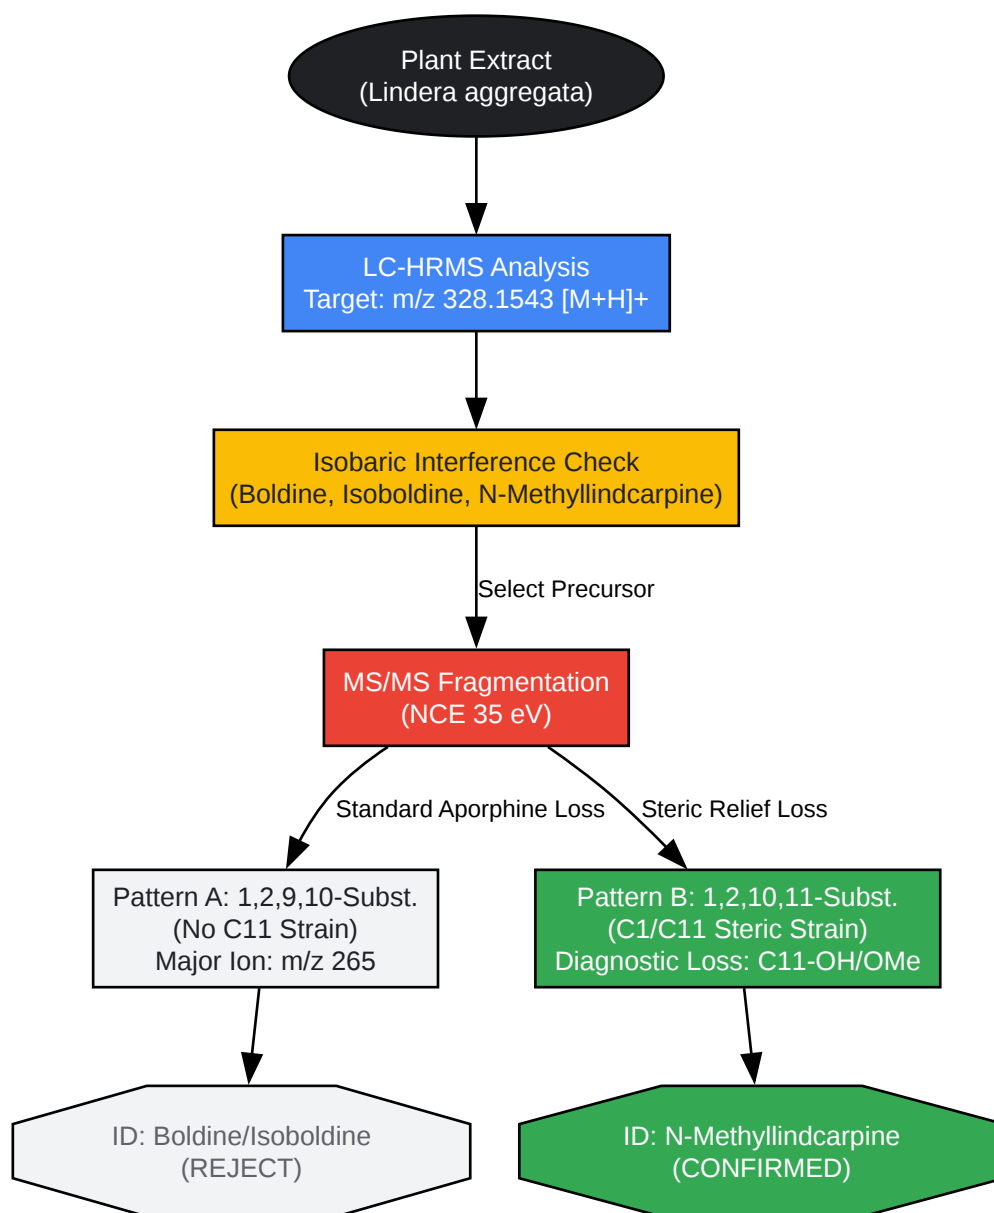 Plant Extract
(Lindera aggregata)
LC-HRMS Analysis
Target: m/z 328.1543 [M+H]+
Isobaric Interference Check
(Boldine, Isoboldine, N-Methyllindcarpine)
Select Precursor
MS/MS Fragmentation
(NCE 35 eV)
Standard Aporphine Loss
Steric Relief Loss
Pattern A: 1,2,9,10-Subst.
(No C11 Strain)
Major Ion: m/z 265
Pattern B: 1,2,10,11-Subst.
(C1/C11 Steric Strain)
Diagnostic Loss: C11-OH/OMe
ID: Boldine/Isoboldine
(REJECT)
ID: N-Methyllindcarpine
(CONFIRMED)